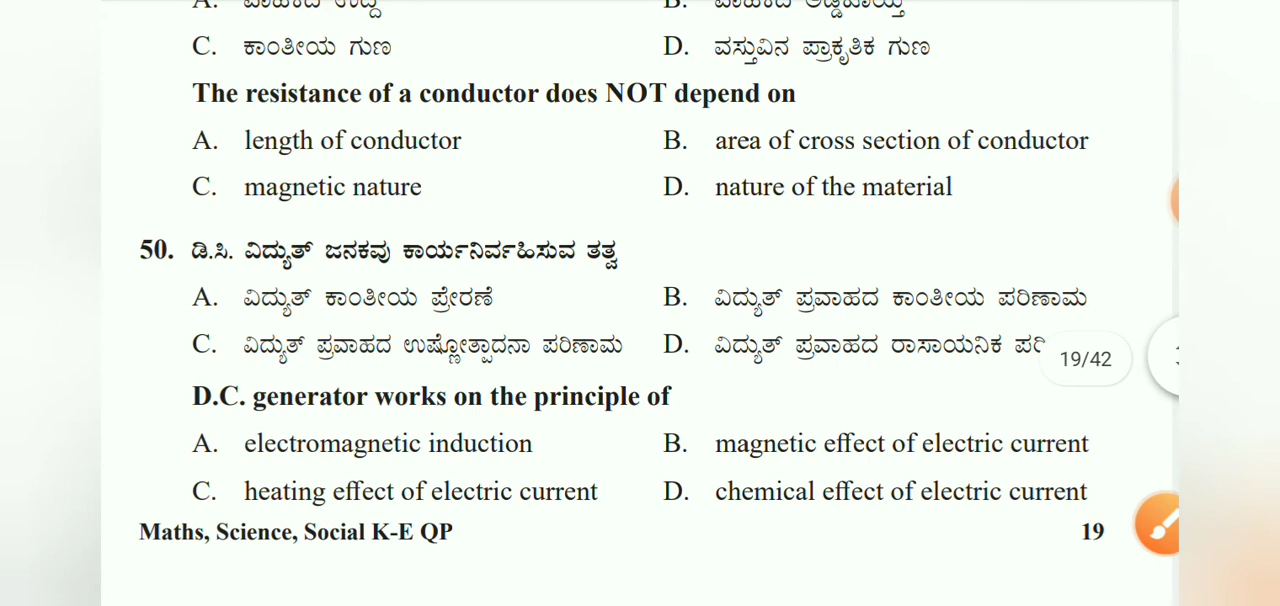 C. ಕಾಂತೀಯ ಗುಣ D. ವಸ್ತುವಿನ ಪ್ರಾಕೃತಿಕ ಗುಣ
The resistance of a conductor does NOT depend on
A. length of conductor B. area of cross section of conductor
C. magnetic nature D. nature of the material
50. ಡಿ.ಸಿ. ವಿದ್ಯುತ್ ಜನಕವು ಕಾರ್ಯನಿರ್ವಹಿಸುವ ತತ್ವ
A. ವಿದ್ಯುತ್ ಕಾಂತೀಯ ಪ್ರೇರಣೆ B. ವಿದ್ಯುತ್ ಪ್ರವಾಹದ ಕಾಂತೀಯ ಪರಿಣಾಮ
C. ವಿದ್ಯುತ್ ಪ್ರವಾಹದ ಉಷ್ಣೋತ್ಪಾದನಾ ಪರಿಣಾಮ D. ವಿದ್ಯುತ್ ಪ್ರವಾಹದ ರಾಸಾಯನಿಕ
19/42
D.C. generator works on the principle of
A. electromagnetic induction B. magnetic effect of electric current
C. heating effect of electric current D. chemical effect of electric current
Maths, Science, Social K-E QP 19